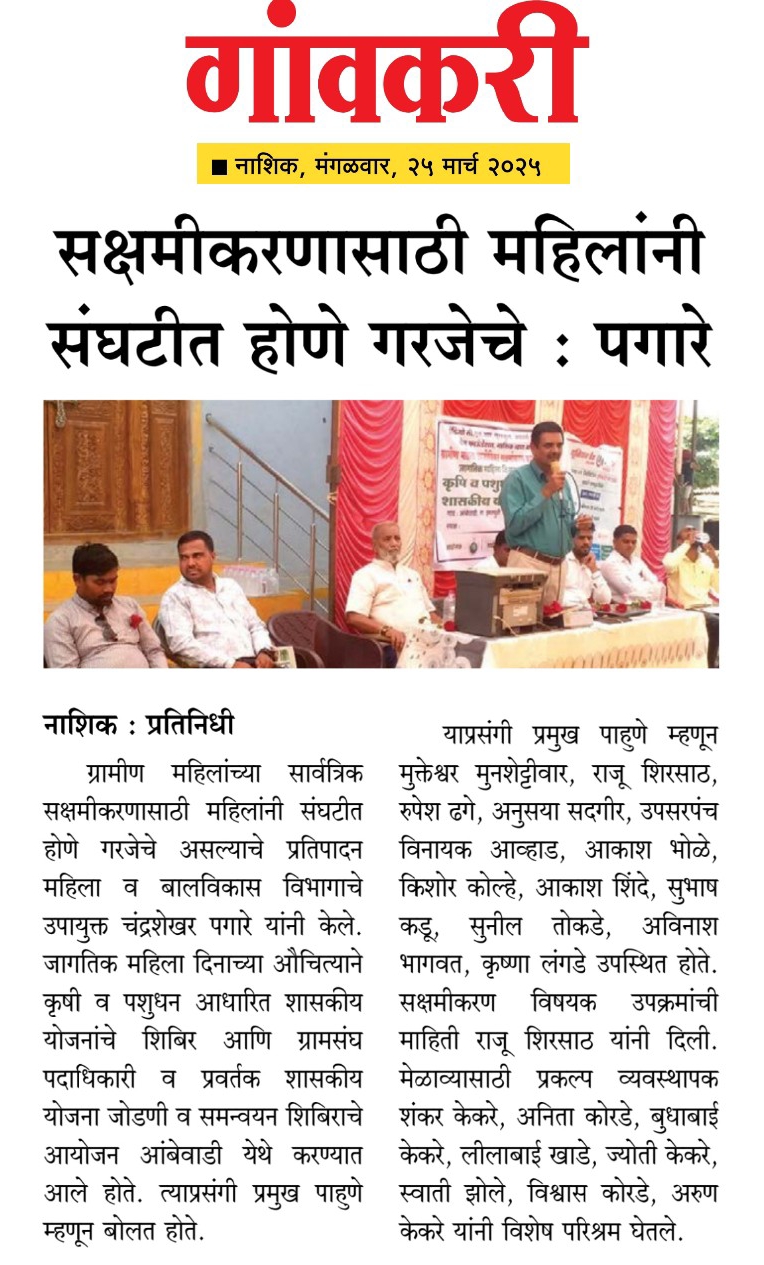 गांवकरी
■ नाशिक, मंगळवार, २५ मार्च २०२५
सक्षमीकरणासाठी महिलांनी
संघटीत होणे गरजेचे : पगारे
कृषि व पशु
शासकीय
नाशिक : प्रतिनिधी
ग्रामीण महिलांच्या सार्वत्रिक
सक्षमीकरणासाठी महिलांनी संघटीत
होणे गरजेचे असल्याचे प्रतिपादन
महिला व बालविकास विभागाचे
उपायुक्त चंद्रशेखर पगारे यांनी केले.
जागतिक महिला दिनाच्या औचित्याने
कृषी व पशुधन आधारित शासकीय
योजनांचे शिबिर आणि ग्रामसंघ
पदाधिकारी व प्रवर्तक शासकीय
योजना जोडणी व समन्वयन शिबिराचे
आयोजन आंबेवाडी येथे करण्यात
आले होते. त्याप्रसंगी प्रमुख पाहुणे
म्हणून बोलत होते.
याप्रसंगी प्रमुख पाहुणे म्हणून
मुक्तेश्वर मुनशेट्टीवार, राजू शिरसाठ,
रुपेश ढगे, अनुसया सदगीर, उपसरपंच
विनायक आव्हाड, आकाश भोळे,
किशोर कोल्हे, आकाश शिंदे, सुभाष
कडू, सुनील तोकडे, अविनाश
भागवत, कृष्णा लंगडे उपस्थित होते.
सक्षमीकरण विषयक उपक्रमांची
माहिती राजू शिरसाठ यांनी दिली.
मेळाव्यासाठी प्रकल्प व्यवस्थापक
शंकर केकरे, अनिता कोरडे, बुधाबाई
केकरे, लीलाबाई खाडे, ज्योती केकरे,
स्वाती झोले, विश्वास कोरडे, अरुण
केकरे यांनी विशेष परिश्रम घेतले.